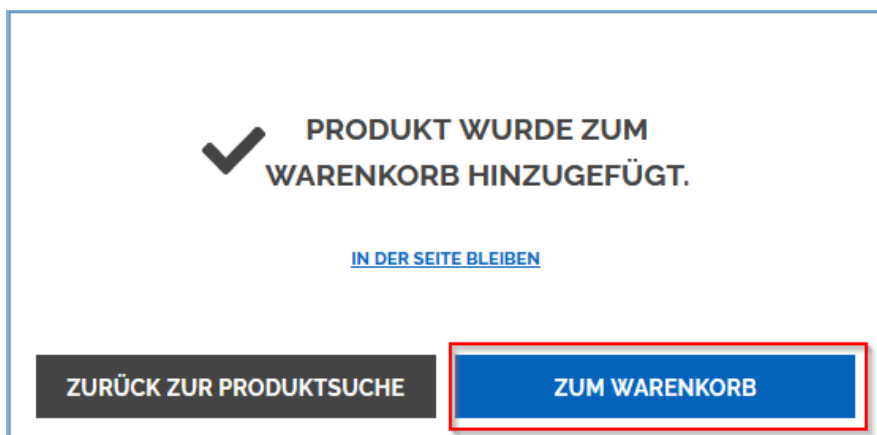 PRODUKT WURDE ZUM
WARENKORB HINZUGEFÜGT.
IN DER SEITE BLEIBEN
ZURÜCK ZUR PRODUKTSUCHE
ZUM WARENKORB